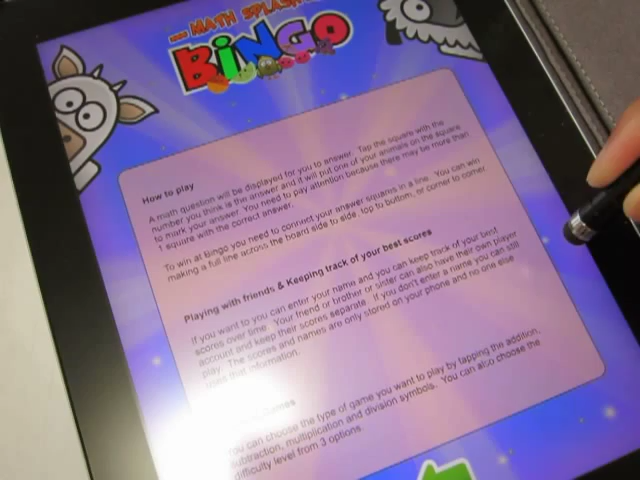 MATH SPLASH
BINGO
How to play
A math question will be displayed for you to answer. Tap the square with the
number you think is the answer and it will put one of your animals on the square
to mark your answer. You need to pay attention because there may be more than
1 square with the correct answer.
To win at Bingo you need to connect your answer squares in a line. You can win
making a full line across the board side to side, top to bottom, or corner to corner.
Playing with friends & Keeping track of your best scores
If you want to you can enter your name and you can keep track of your best
scores over time. Your friend or brother or sister can also have their own player
account and keep their scores separate. If you don't enter a name you can still
play. The scores and names are only stored on your phone and no one else
uses that information.
Games
You can choose the type of game you want to play by tapping the addition,
subtraction, multiplication and division symbols. You can also choose the
difficulty level from 3 options.